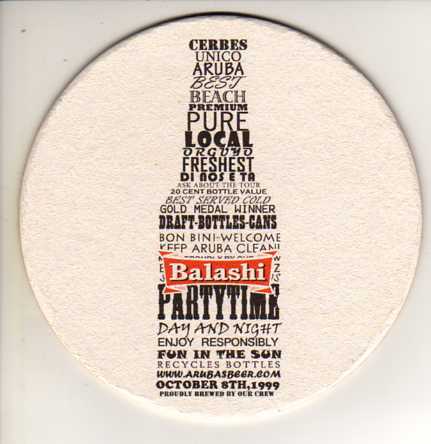 CERBES
UNICO
ARUBA
BEST
BEACH
PREMIUM
PURE
LOCAL
ORGUYO
FRESHEST
DI NOS E TA
ASK ABOUT THE TOUR
20 CENT BOTTLE VALUE
BEST SERVED COLD
GOLD MEDAL WINNER
DRAFT-BOTTLES-CANS
BON BINI-WELCOME
KEEP ARUBA CLEAN!
Balashi
PARTYTIME
DAY AND NIGHT
ENJOY RESPONSIBLY
FUN IN THE SUN
RECYCLES BOTTLES
WWW.ARUBASBEER.COM
OCTOBER 8TH,1999
PROUDLY BREWED BY OUR CREW